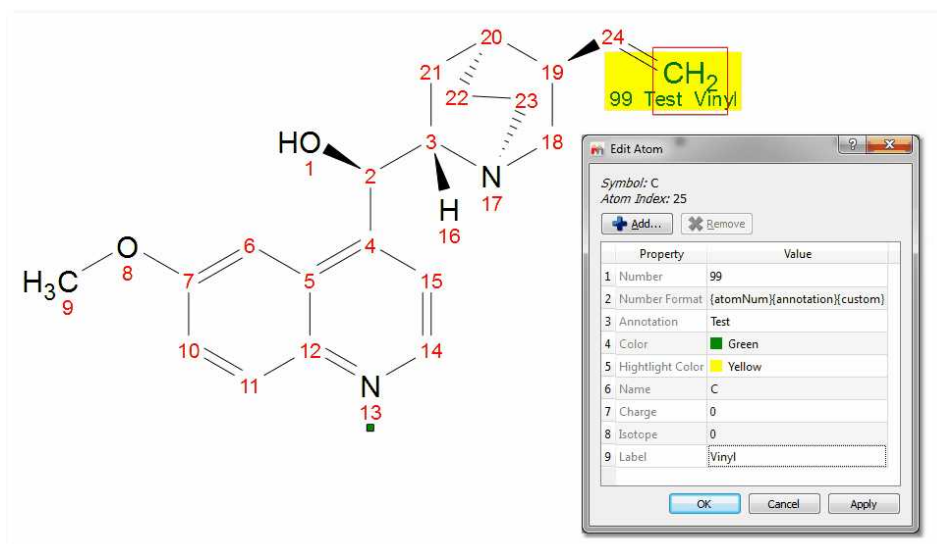 20
24
21
19
CH2
22
23
99 Test Vinyl
HO
3
18
1
2
N
17
H
16
O
6
4
8
H3C
7
5
15
9
10
12
14
11
N
13
Edit Atom
Symbol: C
Atom Index: 25
Add... Remove
Property Value
1 Number 99
2 Number Format {atomNum}{annotation}{custom}
3 Annotation Test
4 Color Green
5 Hightlight Color Yellow
6 Name C
7 Charge 0
8 Isotope 0
9 Label Vinyl
OK Cancel Apply